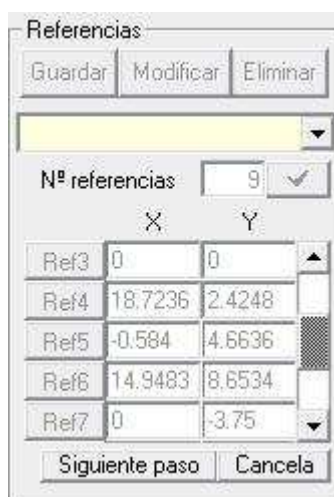 Referencias
Guardar Modificar Eliminar
Nº referencias 9
X Y
Ref3 0 0
Ref4 18.7236 2.4248
Ref5 -0.584 4.6636
Ref6 14.9483 8.6534
Ref7 0 -3.75
Siguiente paso Cancela